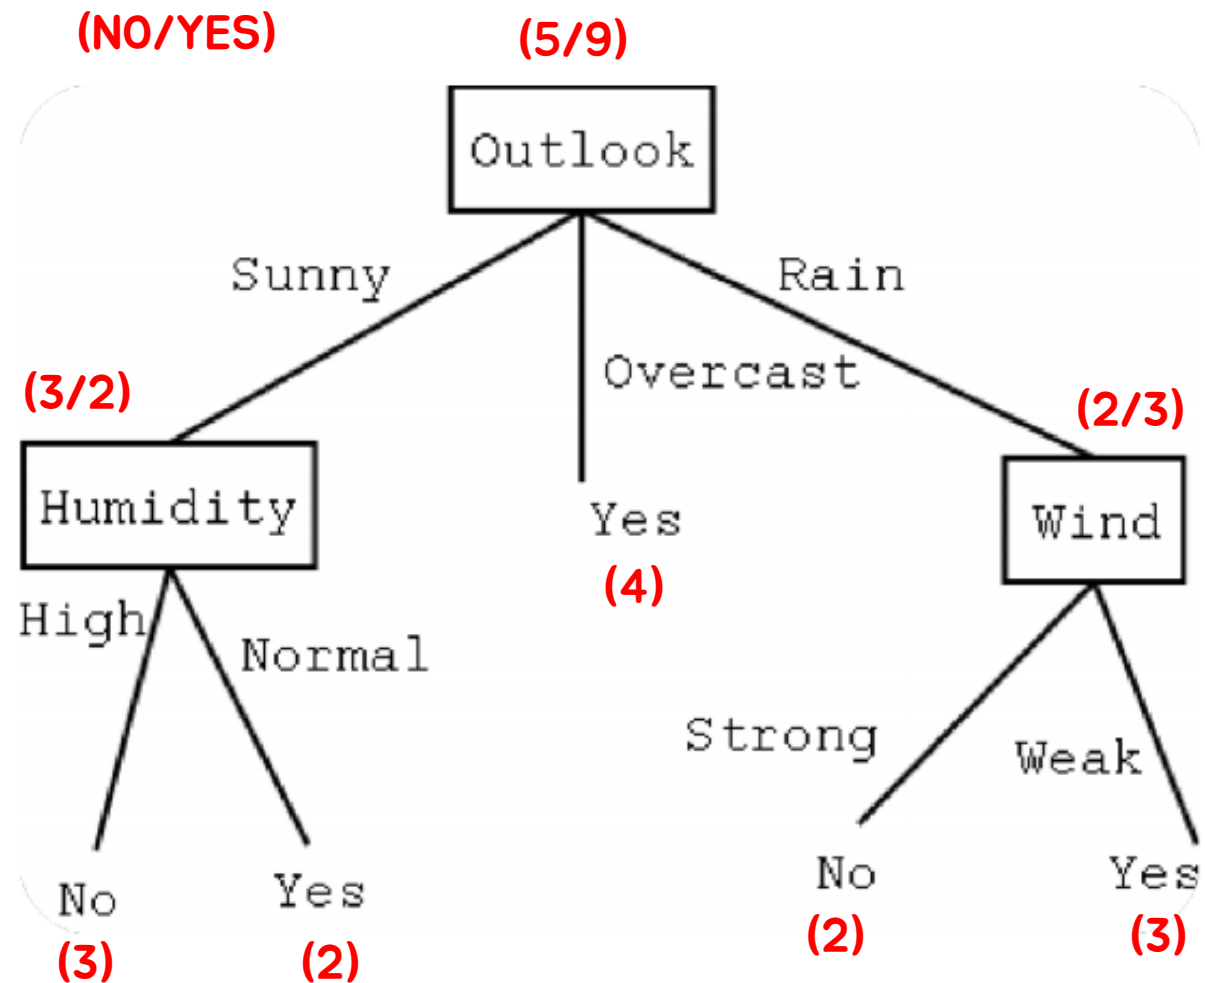 (NO/YES)
(5/9)
Outlook
Sunny
Rain
Overcast
(3/2)
(2/3)
Humidity
Yes
Wind
(4)
High
Normal
Strong
Weak
No
Yes
No
Yes
(3)
(2)
(2)
(3)